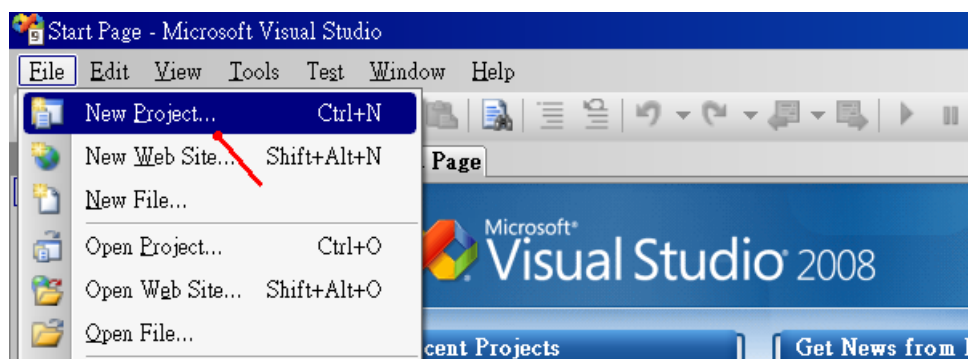 Start Page - Microsoft Visual Studio
File Edit View Tools Test Window Help
New Project... Ctrl+N
New Web Site... Shift+Alt+N
New File...
Open Project... Ctrl+O
Open Web Site... Shift+Alt+O
Open File...
Page
Microsoft®
Visual Studio® 2008
cent Projects
Get News from